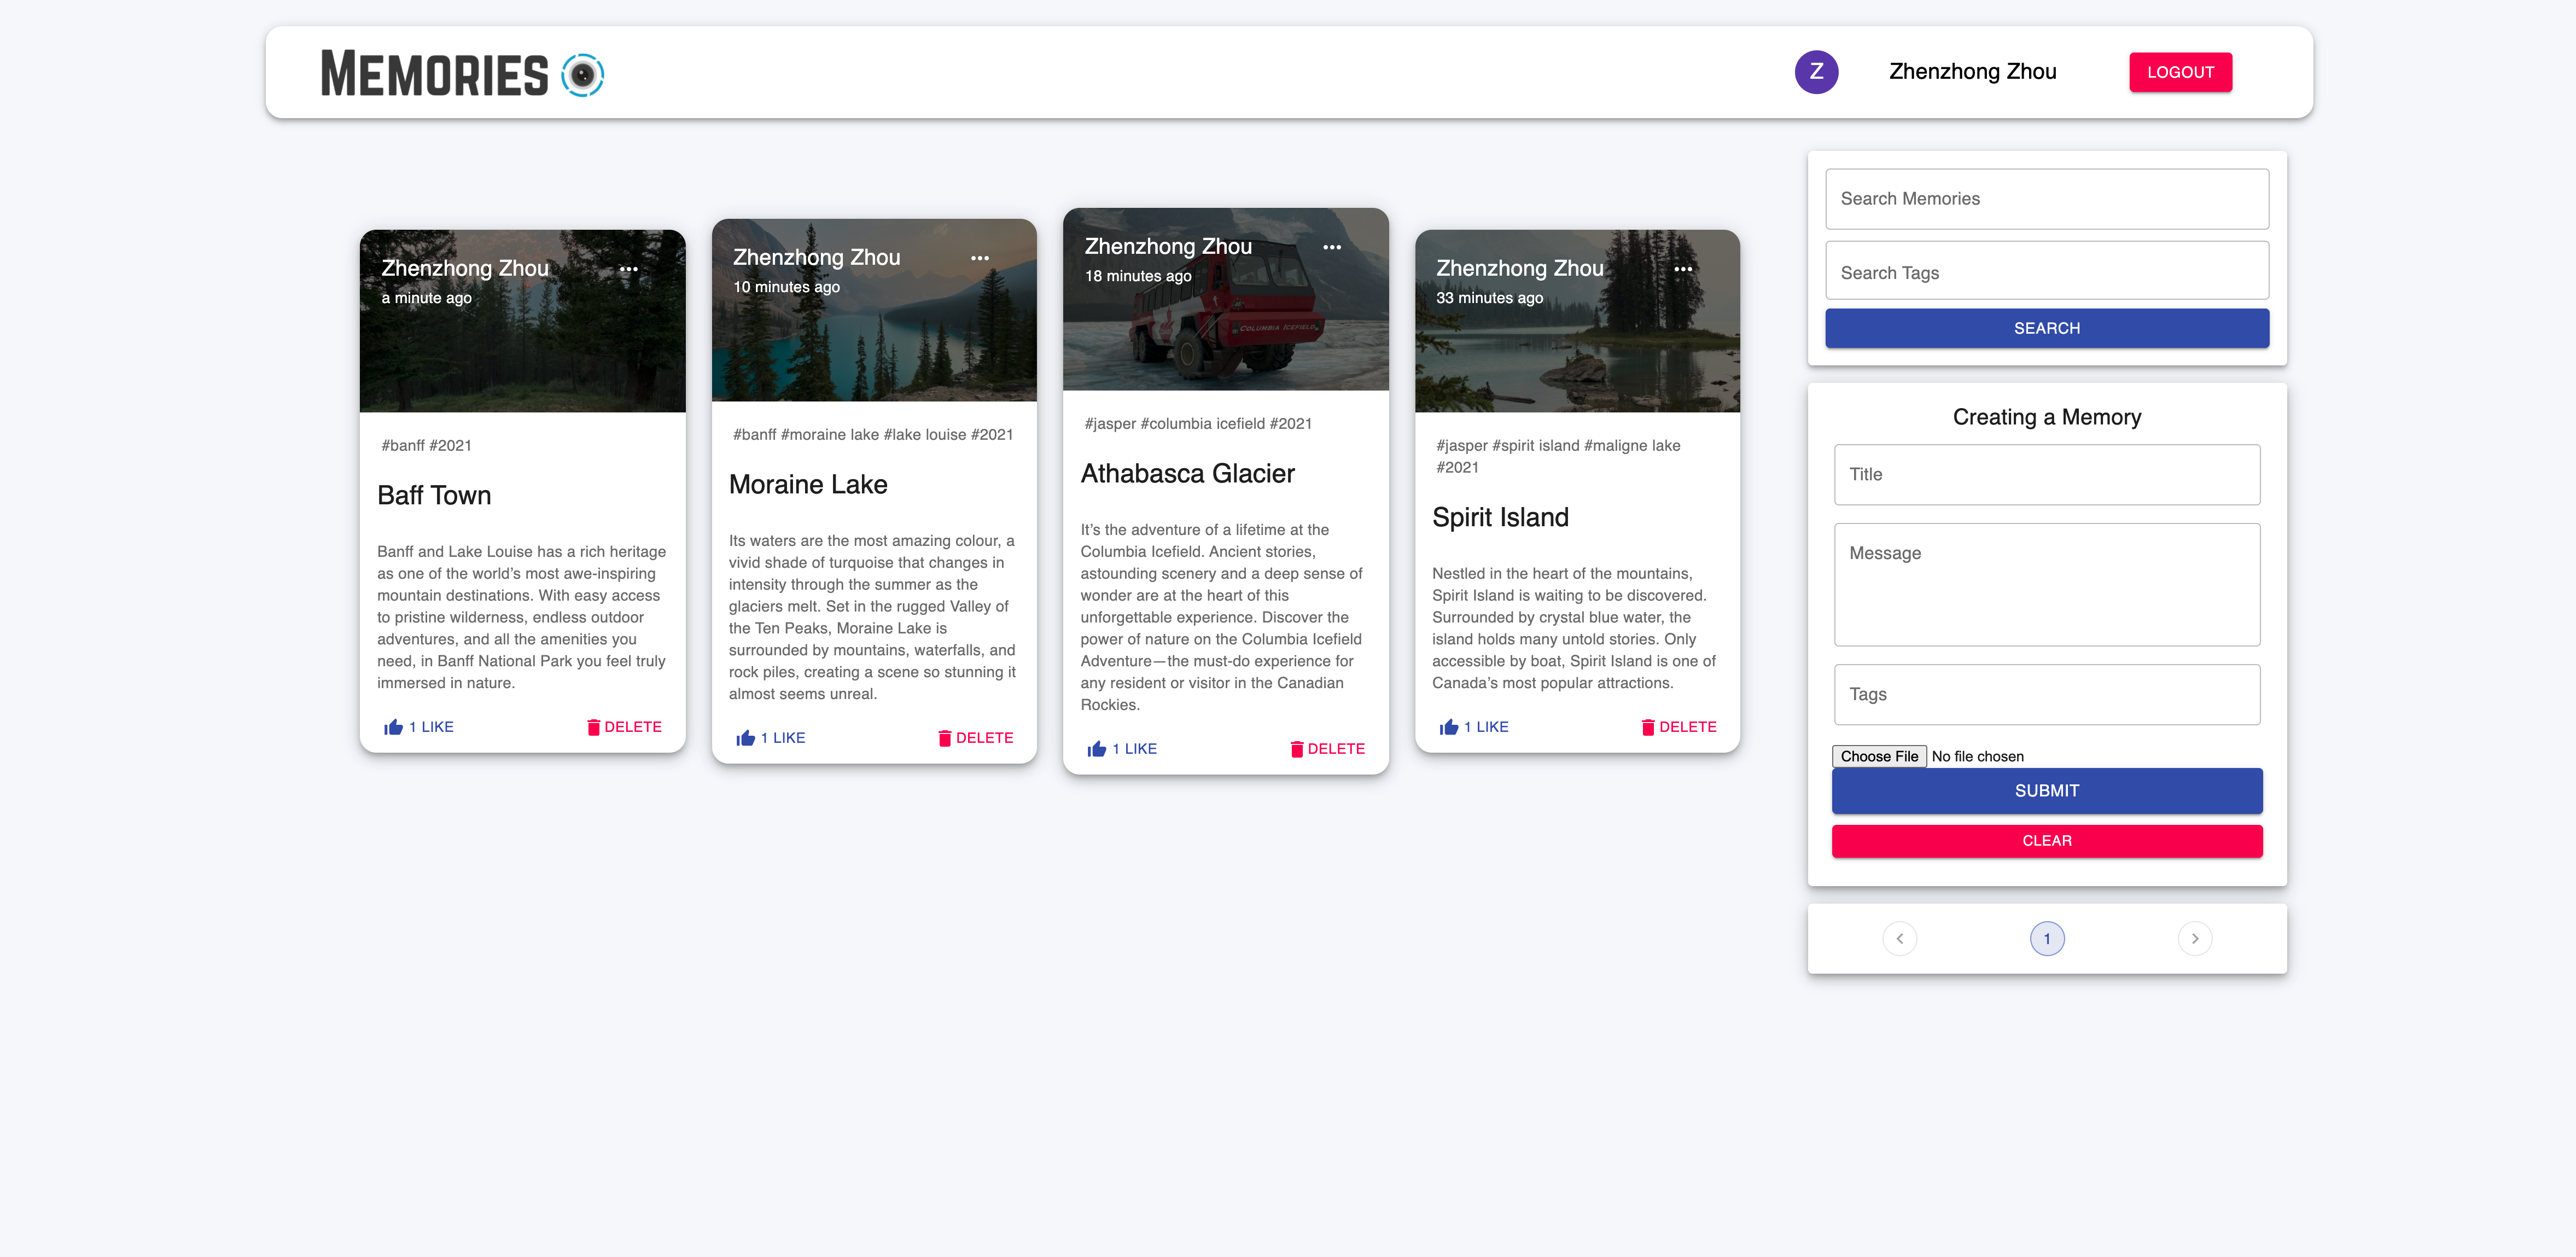 MEMORIES
Z
Zhenzhong Zhou
LOGOUT
Zhenzhong Zhou
a minute ago
#banff #2021
Baff Town
Banff and Lake Louise has a rich heritage
as one of the world’s most awe-inspiring
mountain destinations. With easy access
to pristine wilderness, endless outdoor
adventures, and all the amenities you
need, in Banff National Park you feel truly
immersed in nature.
1 LIKE
DELETE
Zhenzhong Zhou
10 minutes ago
#banff #moraine lake #lake louise #2021
Moraine Lake
Its waters are the most amazing colour, a
vivid shade of turquoise that changes in
intensity through the summer as the
glaciers melt. Set in the rugged Valley of
the Ten Peaks, Moraine Lake is
surrounded by mountains, waterfalls, and
rock piles, creating a scene so stunning it
almost seems unreal.
1 LIKE
DELETE
Zhenzhong Zhou
18 minutes ago
COLUMBIA ICEFIELD
#jasper #columbia icefield #2021
Athabasca Glacier
It’s the adventure of a lifetime at the
Columbia Icefield. Ancient stories,
astounding scenery and a deep sense of
wonder are at the heart of this
unforgettable experience. Discover the
power of nature on the Columbia Icefield
Adventure—the must-do experience for
any resident or visitor in the Canadian
Rockies.
1 LIKE
DELETE
Zhenzhong Zhou
33 minutes ago
#jasper #spirit island #maligne lake
#2021
Spirit Island
Nestled in the heart of the mountains,
Spirit Island is waiting to be discovered.
Surrounded by crystal blue water, the
island holds many untold stories. Only
accessible by boat, Spirit Island is one of
Canada’s most popular attractions.
1 LIKE
DELETE
Search Memories
Search Tags
SEARCH
Creating a Memory
Title
Message
Tags
Choose File No file chosen
SUBMIT
CLEAR
1